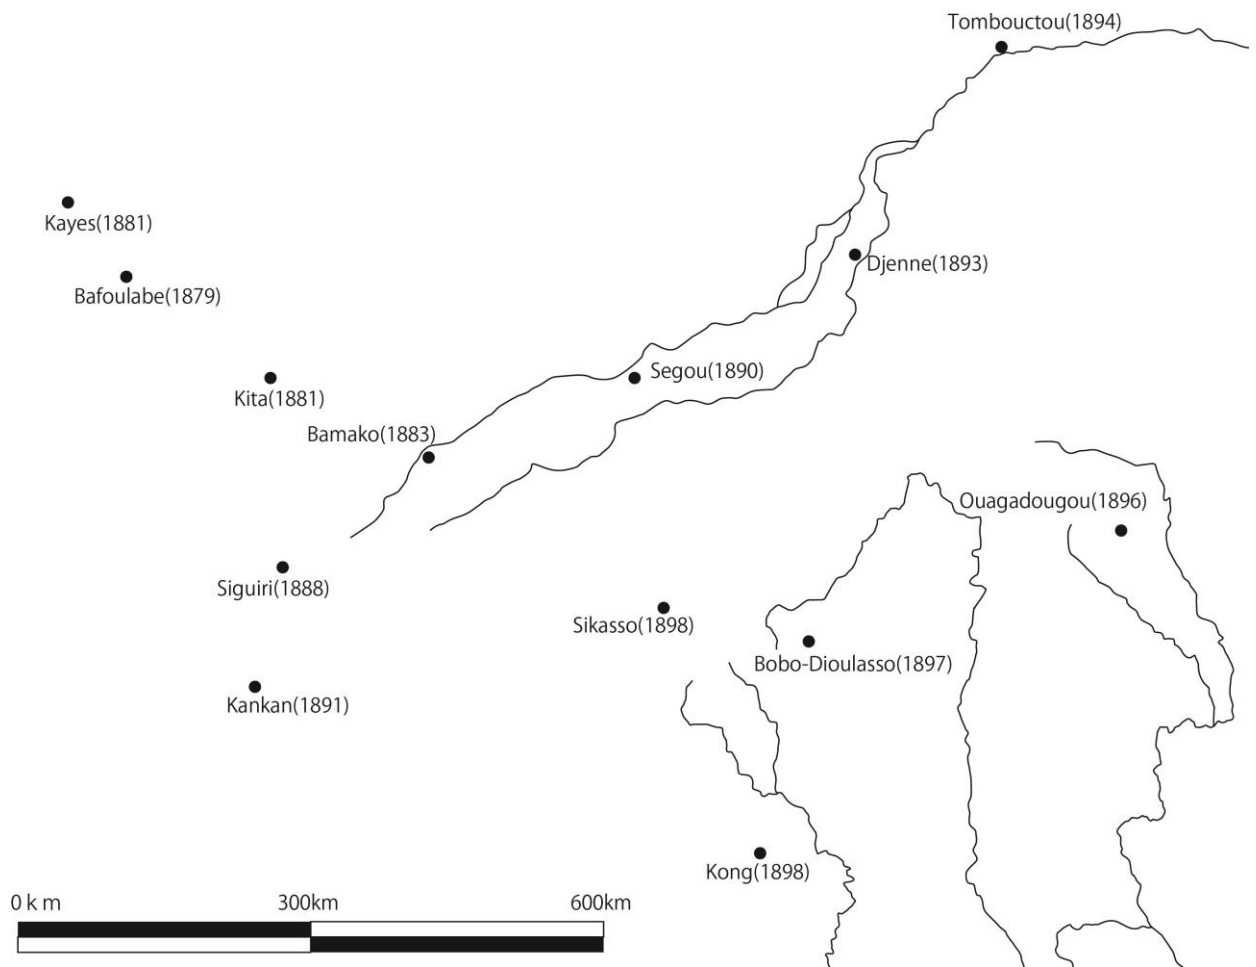 Tombouctou(1894)
Kayes(1881)
Djenne(1893)
Bafoulabe(1879)
Segou(1890)
Kita(1881)
Bamako(1883)
Ouagadougou(1896)
Siguiri(1888)
Sikasso(1898)
Bobo-Dioulasso(1897)
Kankan(1891)
Kong(1898)
0 k m 300km 600km